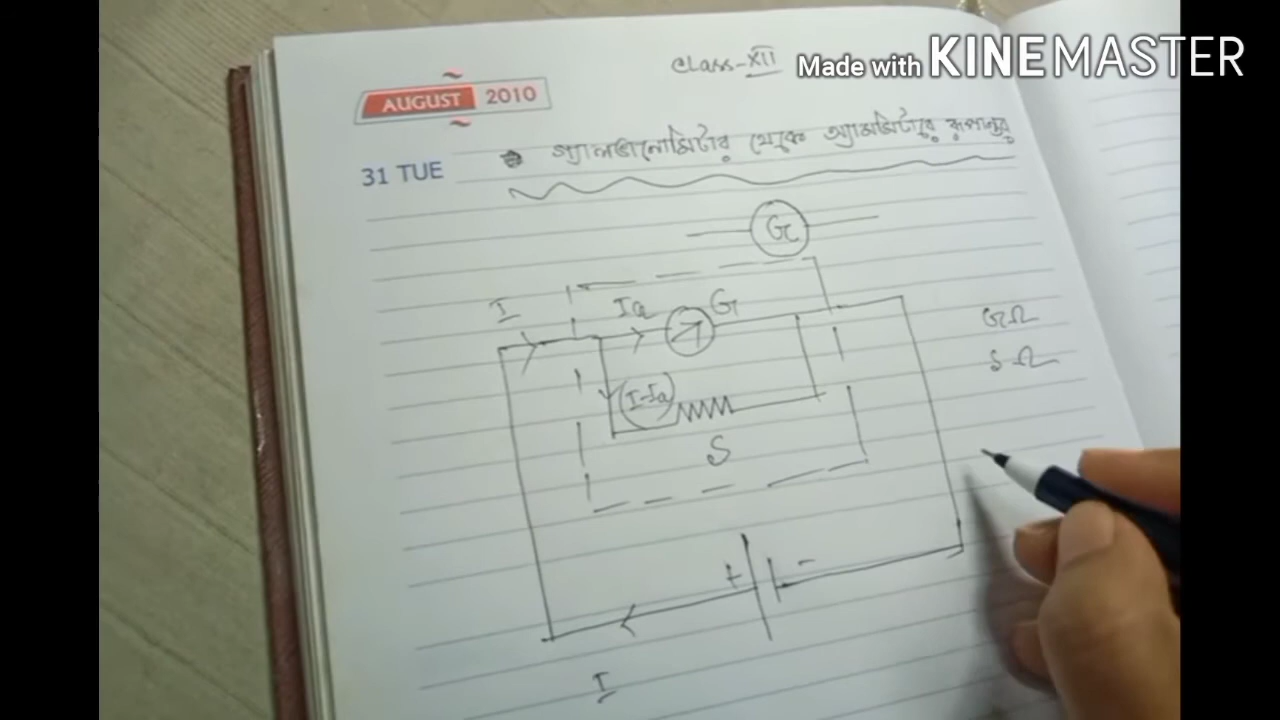 Class-XII
Made with KINEMASTER
AUGUST 2010
31 TUE
গ্যালভানোমিটার থেকে অ্যামমিটারে রূপান্তর
G
I
Ig
G
GΩ
SΩ
(I-Ig)
S
+
-
I